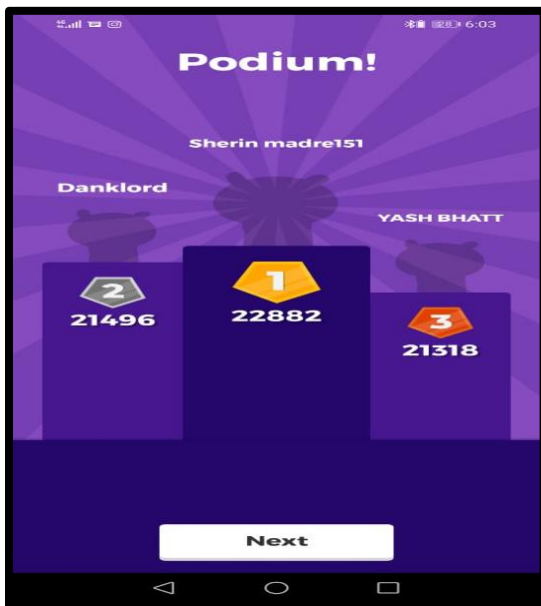 6:03
Podium!
Sherin madre151
Danklord
YASH BHATT
1
2
22882
21496
3
21318
Next